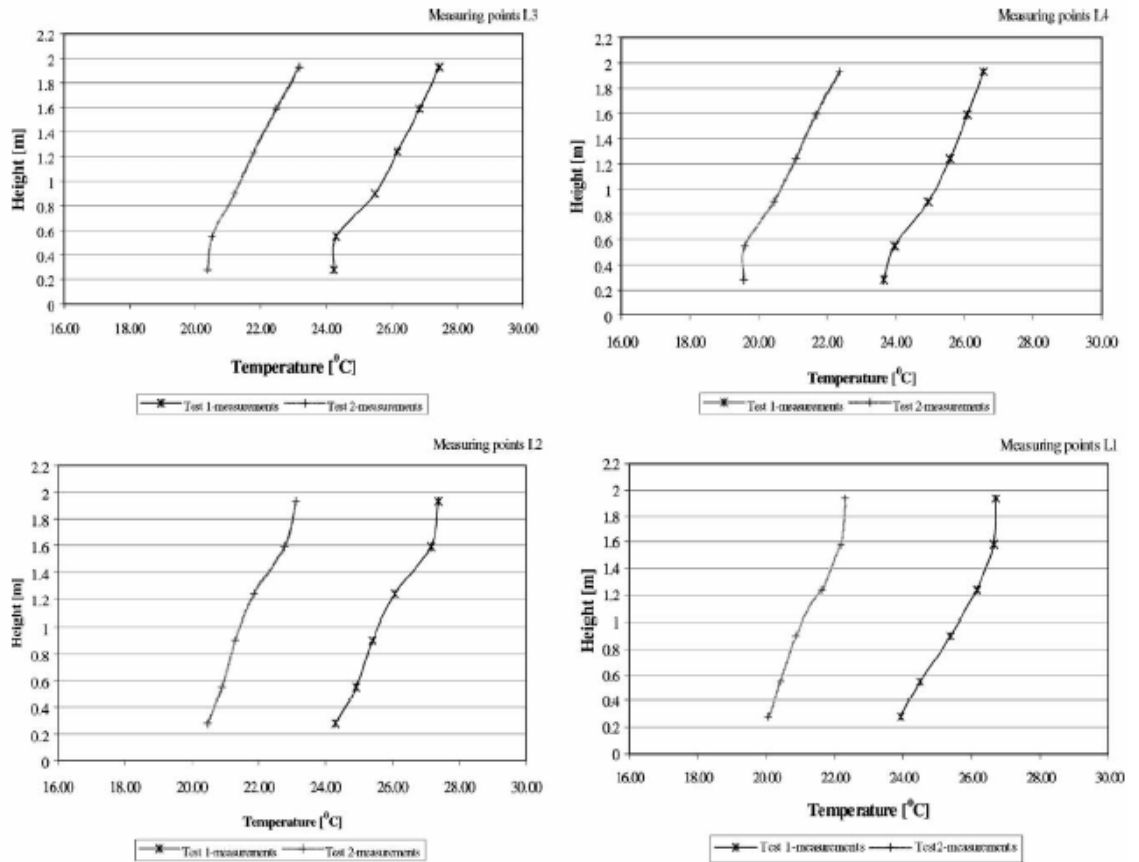 Measuring points L3
2.2
2
1.8
1.6
1.4
1.2
1
0.8
0.6
0.4
0.2
0
Height [m]
16.00 18.00 20.00 22.00 24.00 26.00 28.00 30.00
Temperature [⁰C]
Test 1-measurements Test 2-measurements
Measuring points L4
2.2
2
1.8
1.6
1.4
1.2
1
0.8
0.6
0.4
0.2
0
Height [m]
16.00 18.00 20.00 22.00 24.00 26.00 28.00 30.00
Temperature [⁰C]
Test 1-measurements Test 2-measurements
Measuring points L2
2.2
2
1.8
1.6
1.4
1.2
1
0.8
0.6
0.4
0.2
0
Height [m]
16.00 18.00 20.00 22.00 24.00 26.00 28.00 30.00
Temperature [⁰C]
Test 1-measurements Test 2-measurements
Measuring points L1
2.2
2
1.8
1.6
1.4
1.2
1
0.8
0.6
0.4
0.2
0
Height [m]
16.00 18.00 20.00 22.00 24.00 26.00 28.00 30.00
Temperature [⁰C]
Test 1-measurements Test2-measurements